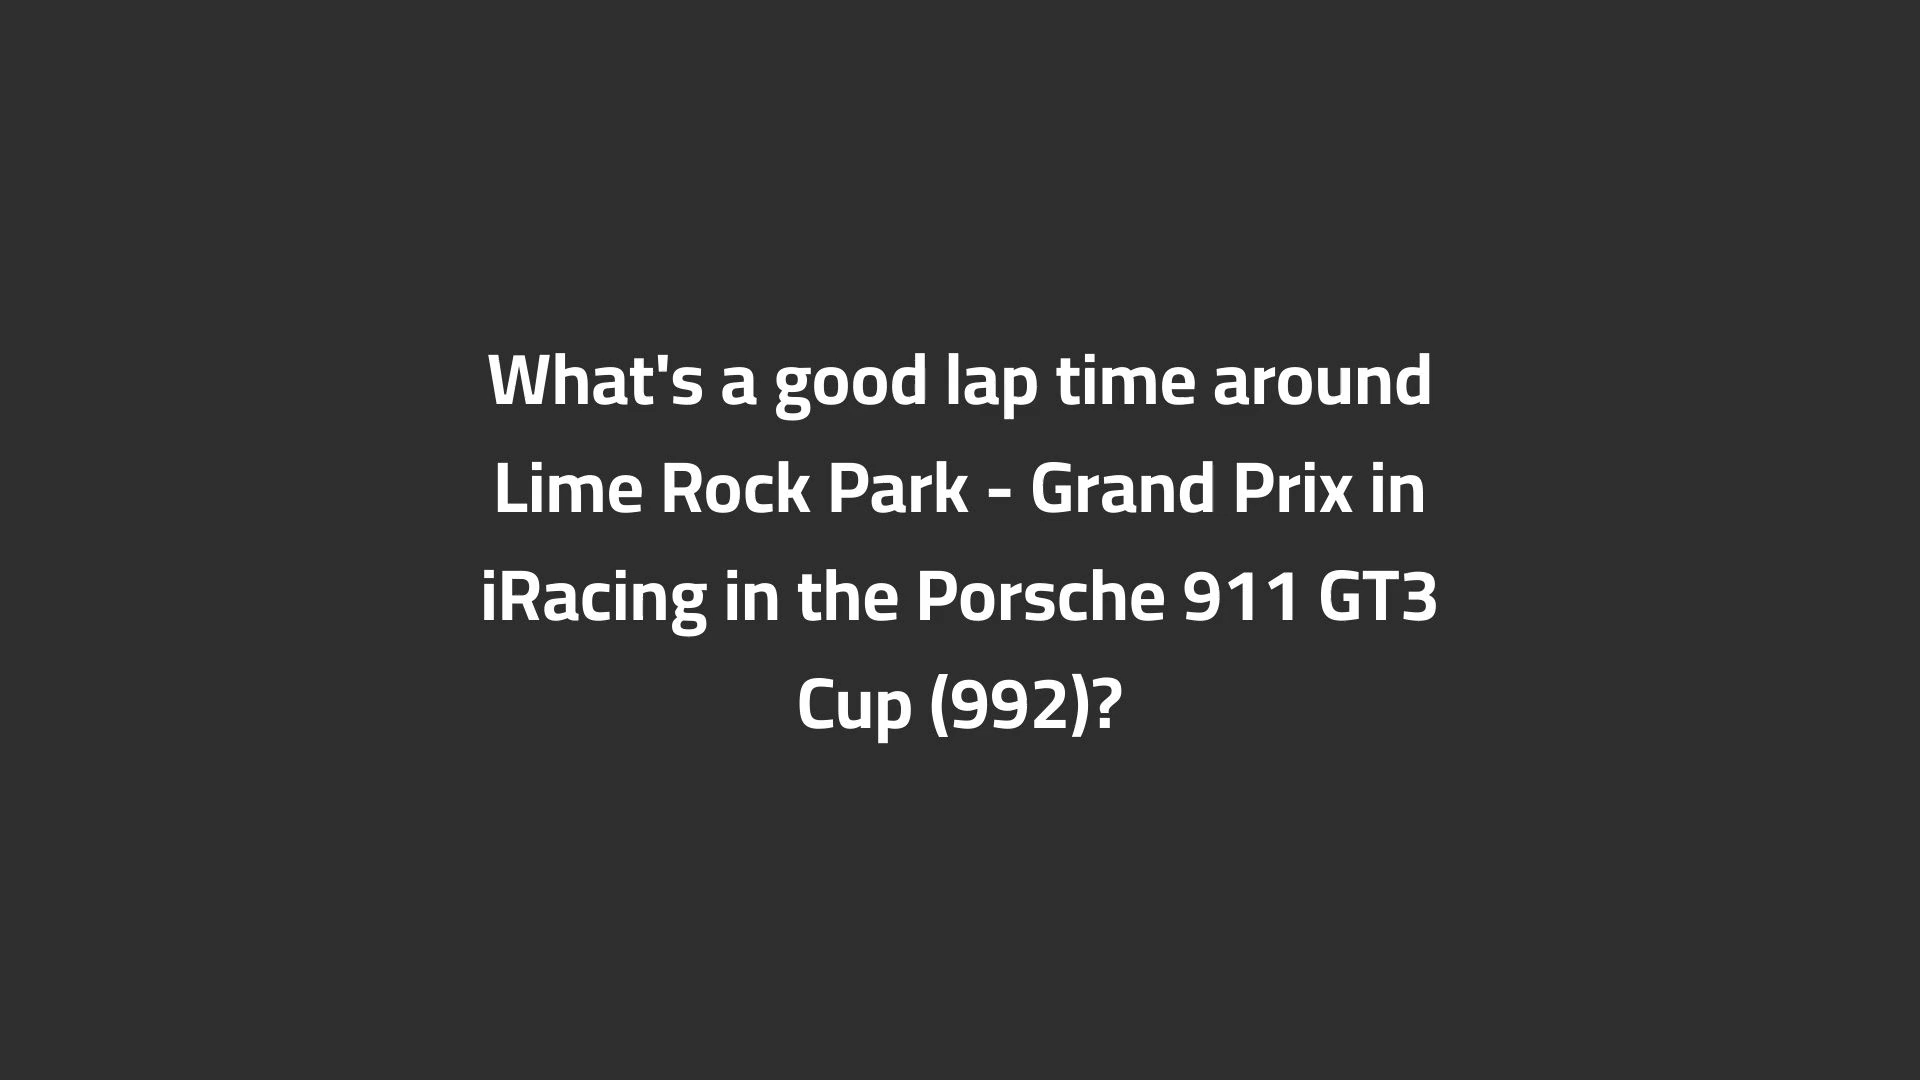 What's a good lap time around
Lime Rock Park - Grand Prix in
iRacing in the Porsche 911 GT3
Cup (992)?